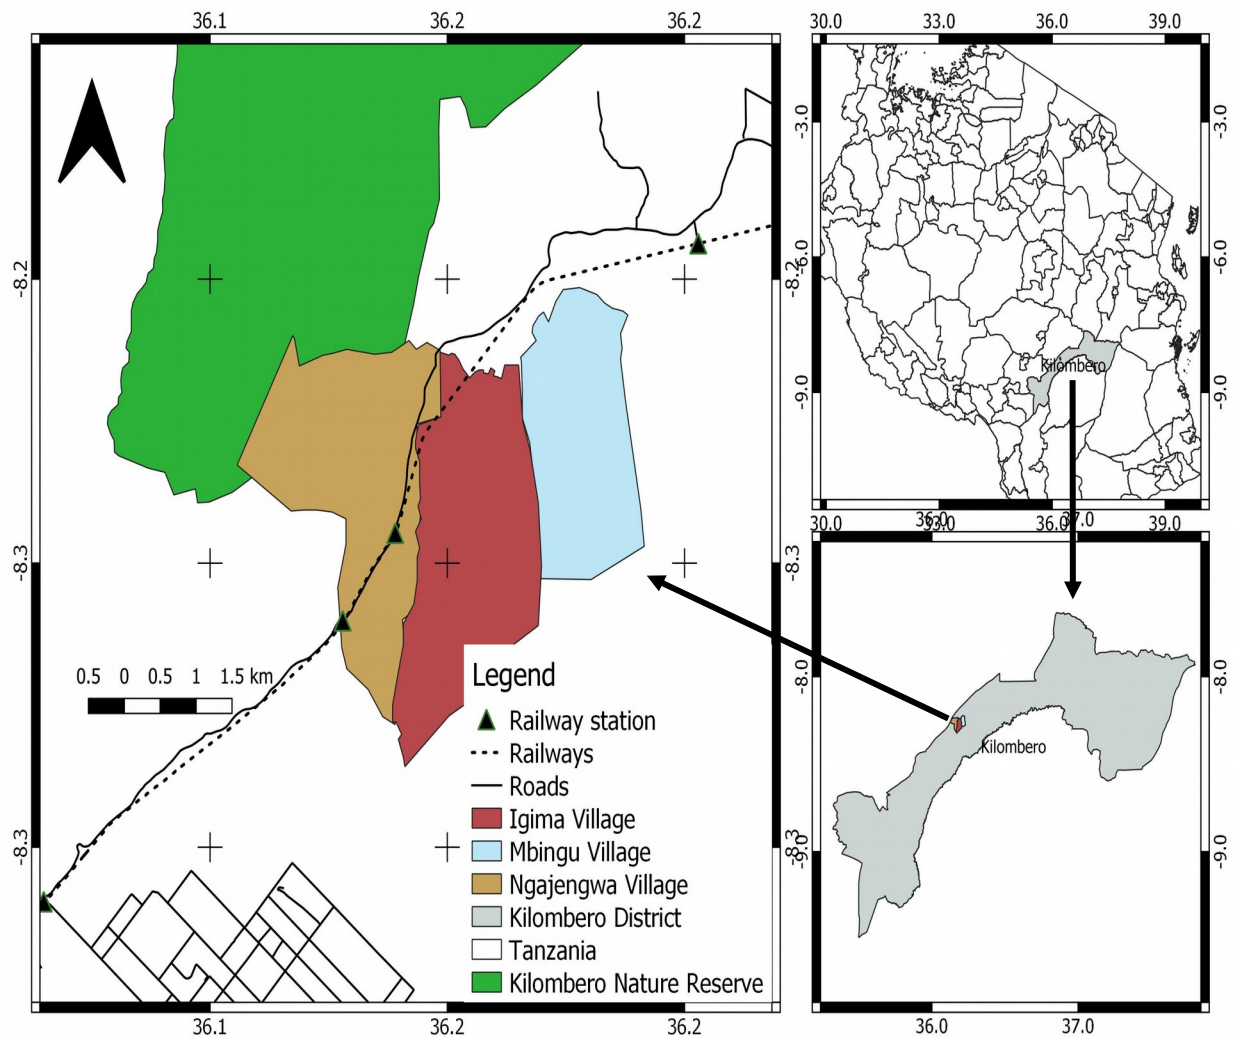 36.1 36.2 36.2
-8.2
-8.3
-8.3
0.5 0 0.5 1 1.5 km
Legend
Railway station
Railways
Roads
Igima Village
Mbingu Village
Ngajengwa Village
Kilombero District
Tanzania
Kilombero Nature Reserve
36.1 36.2 36.2
30.0 33.0 36.0 39.0
-3.0 -3.0
-6.0 -6.0
-9.0 -9.0
Kilombero
30.0 33.0 36.0 39.0
36.0 37.0
-8.3
-8.0 -8.0
Kilombero
-9.0 -9.0
36.0 37.0